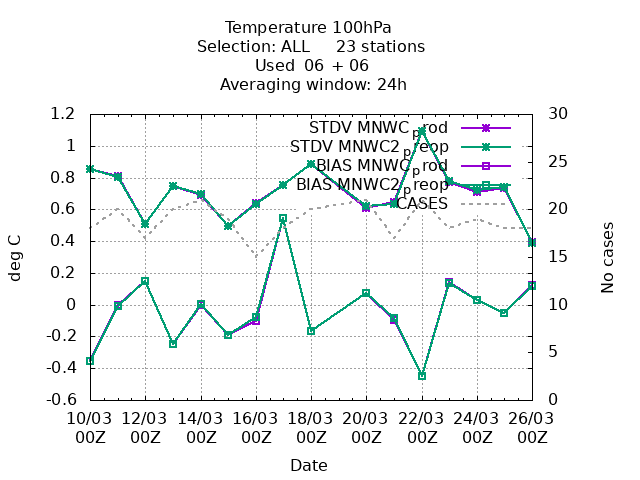 Temperature 100hPa
Selection: ALL 23 stations
Used 06 + 06
Averaging window: 24h
1.2
1
0.8
0.6
0.4
0.2
0
-0.2
-0.4
-0.6
deg C
30
25
20
15
10
5
0
No cases
STDV MNWC_prod
STDV MNWC2_preop
BIAS MNWC_prod
BIAS MNWC2_preop
CASES
10/03 12/03 14/03 16/03 18/03 20/03 22/03 24/03 26/03
00Z 00Z 00Z 00Z 00Z 00Z 00Z 00Z 00Z
Date